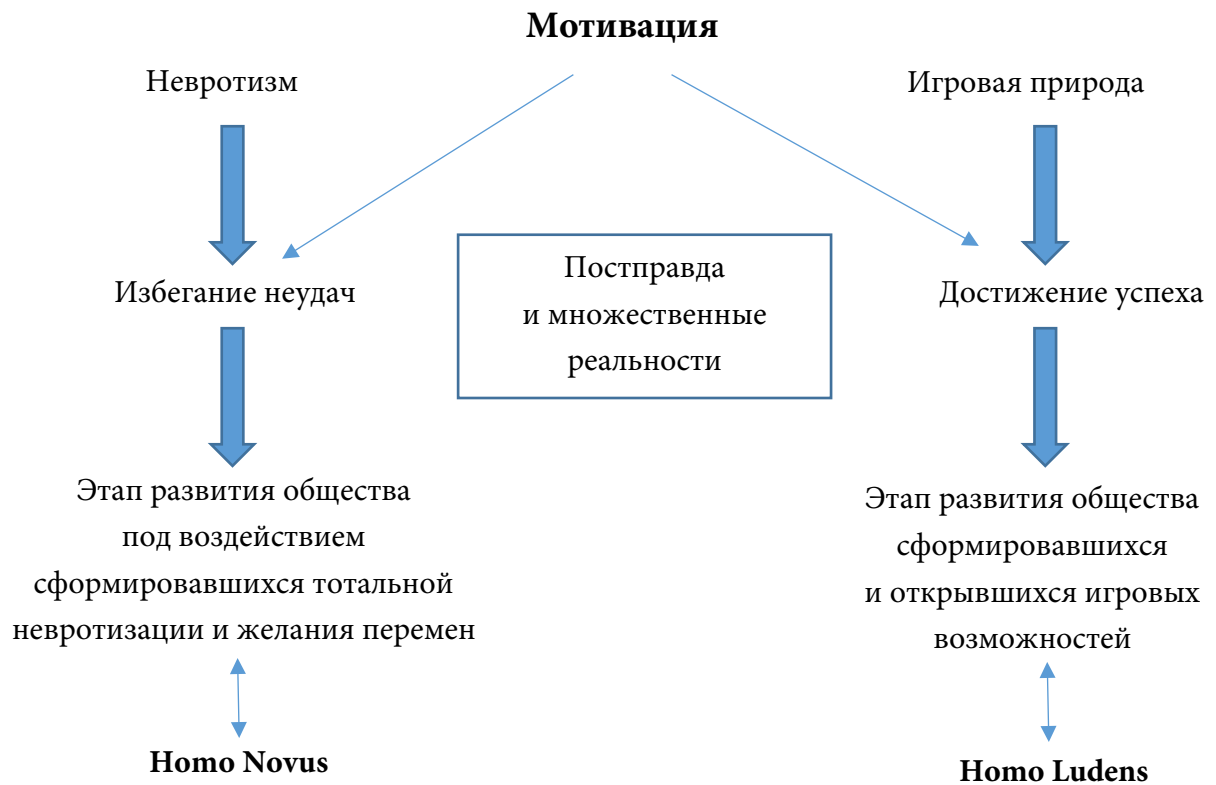 Мотивация
Невротизм
Игровая природа
Избегание неудач
Постправда
и множественные
реальности
Достижение успеха
Этап развития общества
под воздействием
сформировавшихся тотальной
невротизации и желания перемен
Этап развития общества
сформировавшихся
и открывшихся игровых
возможностей
Homo Novus
Homo Ludens